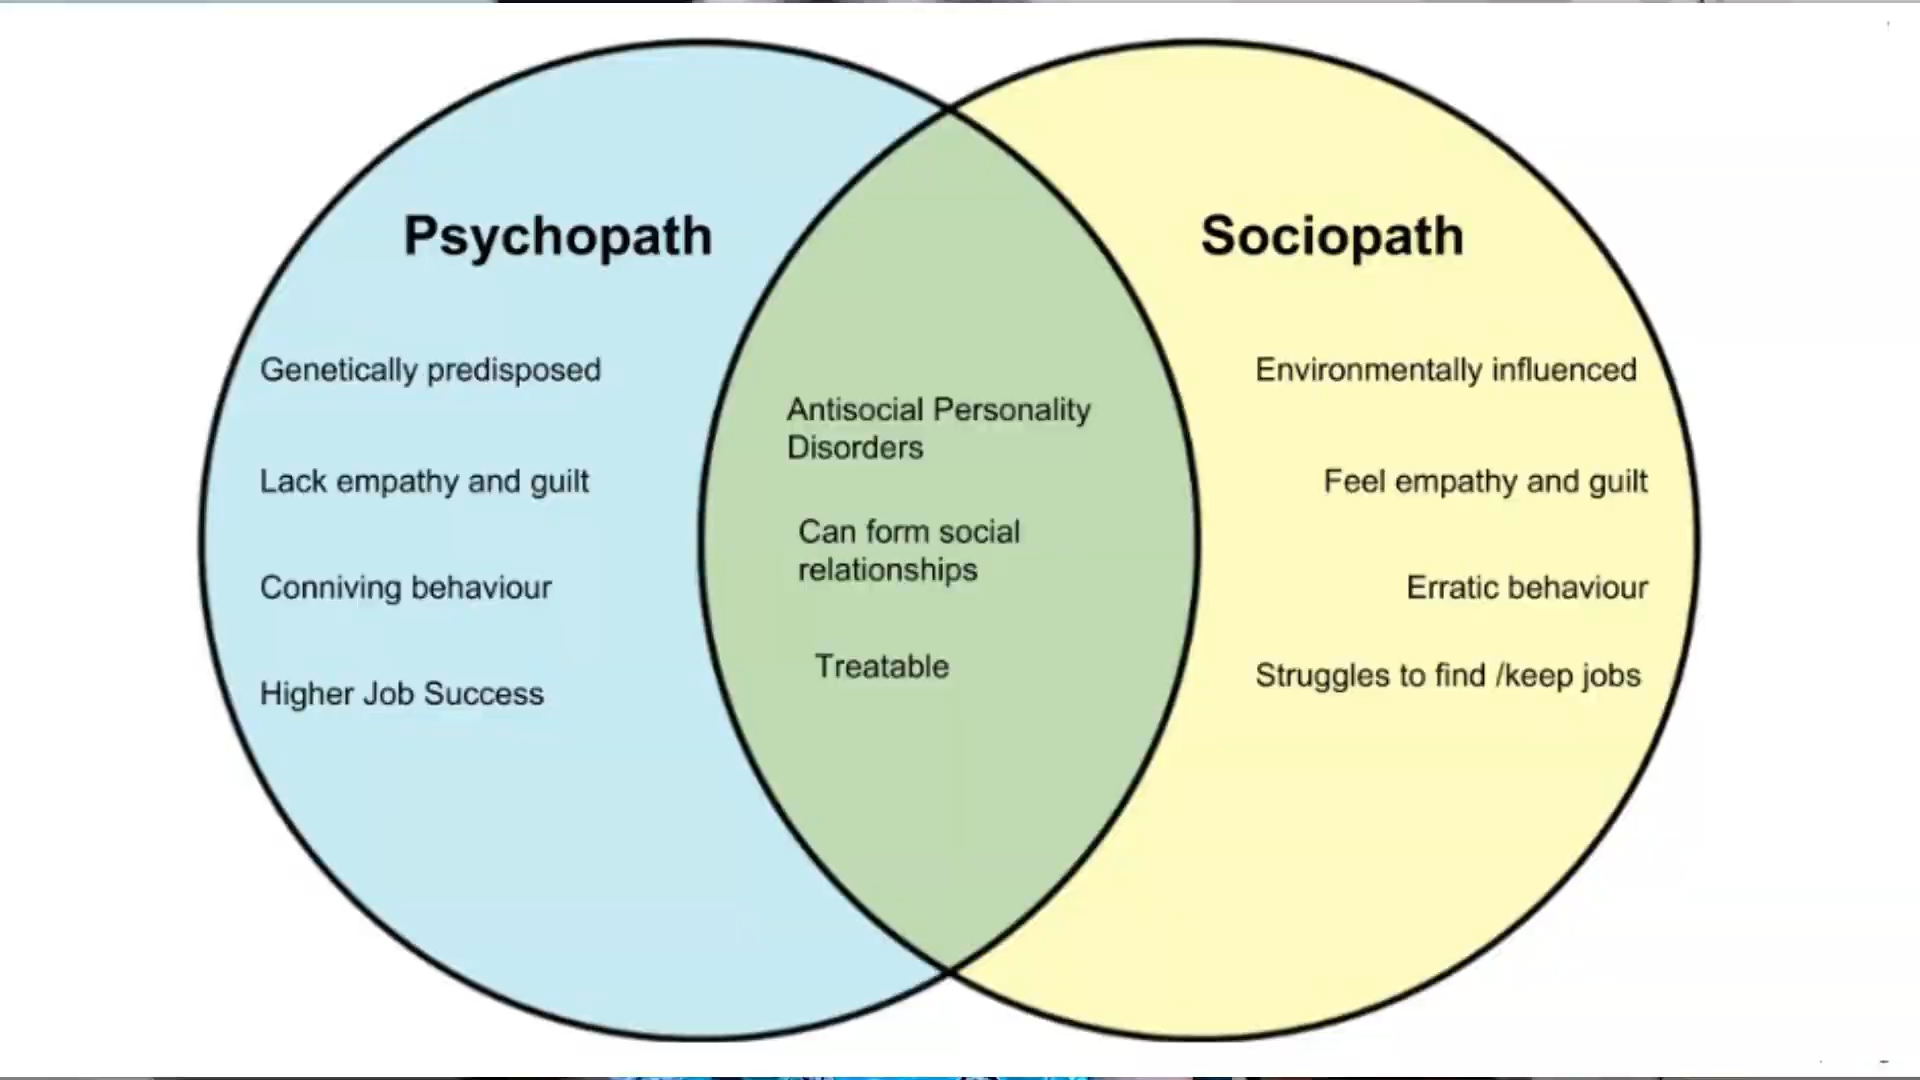 Psychopath
Genetically predisposed
Lack empathy and guilt
Conniving behaviour
Higher Job Success
Antisocial Personality
Disorders
Can form social
relationships
Treatable
Sociopath
Environmentally influenced
Feel empathy and guilt
Erratic behaviour
Struggles to find /keep jobs